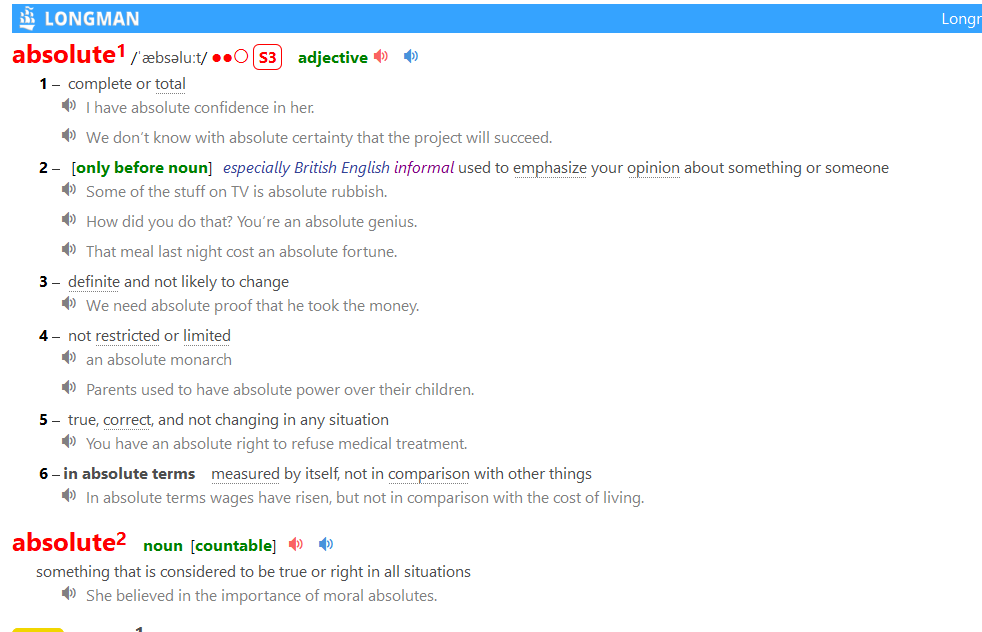 LONGMAN Longr
absolute1 /ˈæbsəluːt/ ●●○ S3 adjective
1 – complete or total
I have absolute confidence in her.
We don’t know with absolute certainty that the project will succeed.
2 – [only before noun] especially British English informal used to emphasize your opinion about something or someone
Some of the stuff on TV is absolute rubbish.
How did you do that? You’re an absolute genius.
That meal last night cost an absolute fortune.
3 – definite and not likely to change
We need absolute proof that he took the money.
4 – not restricted or limited
an absolute monarch
Parents used to have absolute power over their children.
5 – true, correct, and not changing in any situation
You have an absolute right to refuse medical treatment.
6 – in absolute terms measured by itself, not in comparison with other things
In absolute terms wages have risen, but not in comparison with the cost of living.
absolute2 noun [countable]
something that is considered to be true or right in all situations
She believed in the importance of moral absolutes.
1